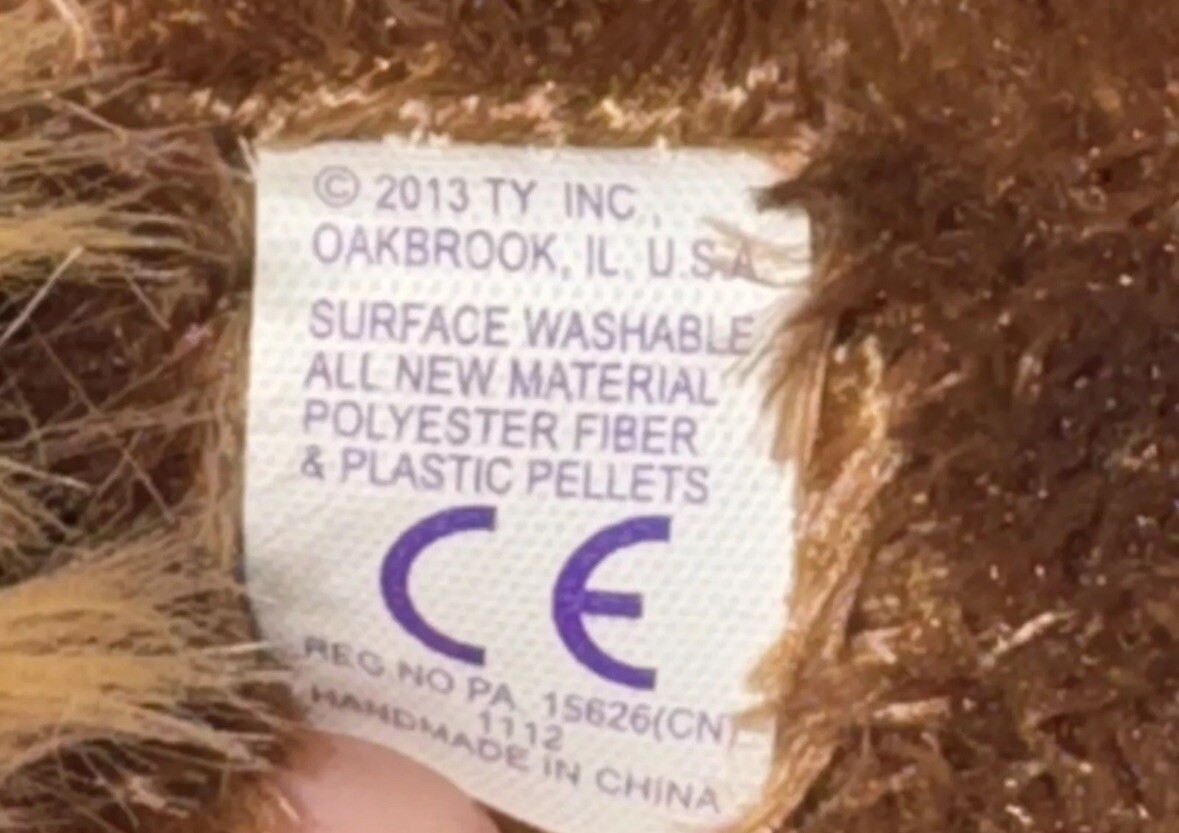 © 2013 TY INC.,
OAKBROOK, IL. U.S.A
SURFACE WASHABLE
ALL NEW MATERIAL
POLYESTER FIBER
& PLASTIC PELLETS
CE
REG NO PA. 15626(CN)
1112
HANDMADE IN CHINA